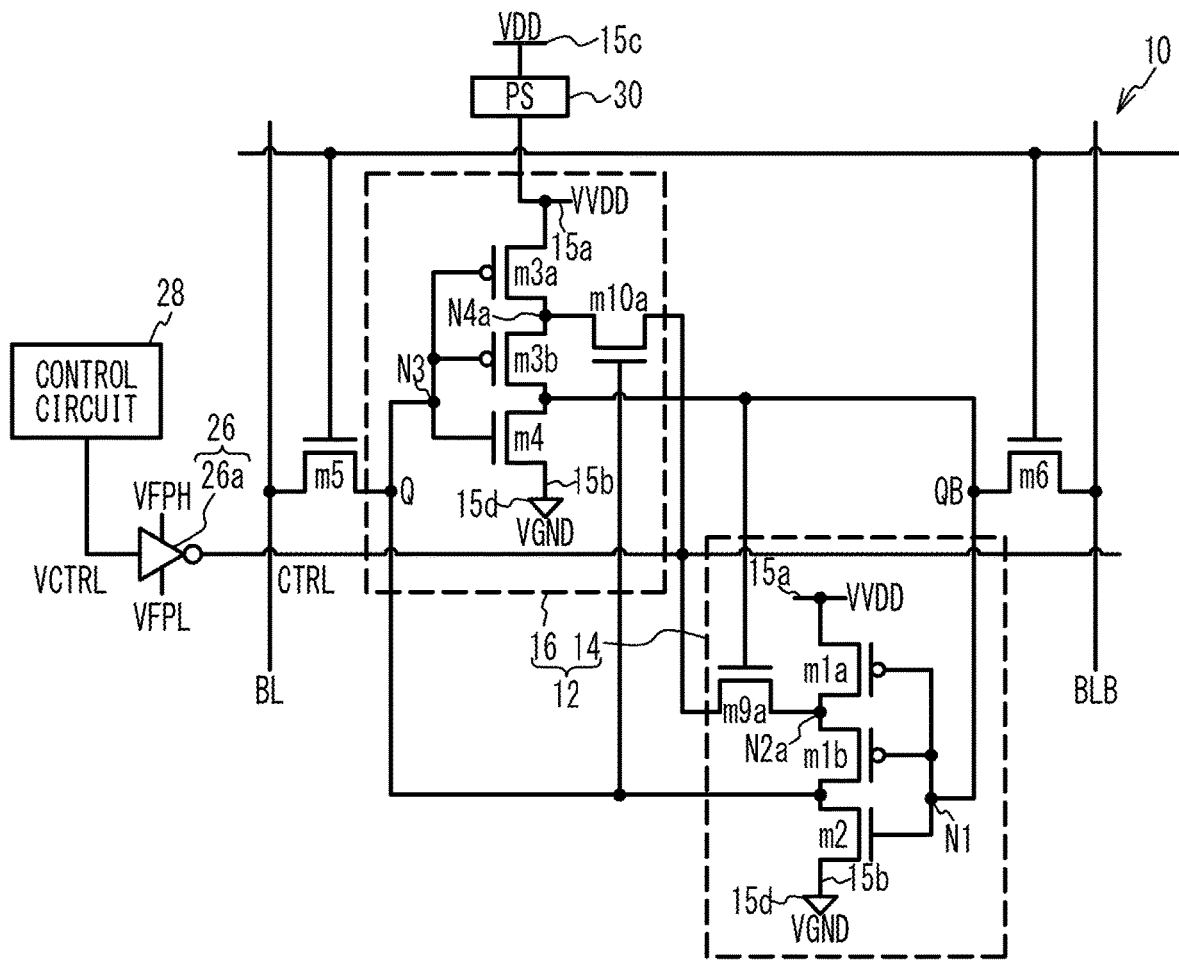 VDD
15c
10
PS
30
VVDD
15a
m3a
m10a
28
N4a
CONTROL
CIRCUIT
m3b
N3
26
m4
26a
m5
15b
m6
VFPH
Q
15d
QB
VGND
VCTRL
CTRL
15a
VFPL
VVDD
16 14
m1a
12
BL
BLB
m9a
N2a
m1b
m2
N1
15b
15d
VGND